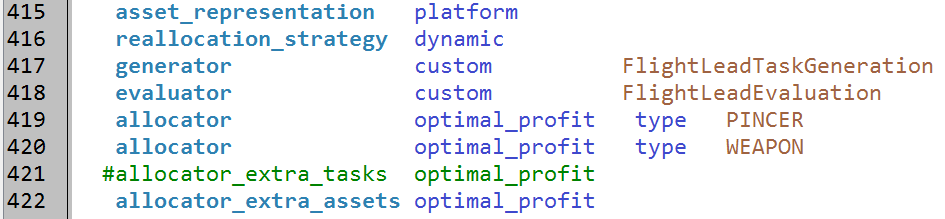 415 asset_representation platform
416 reallocation_strategy dynamic
417 generator custom FlightLeadTaskGeneration
418 evaluator custom FlightLeadEvaluation
419 allocator optimal_profit type PINCER
420 allocator optimal_profit type WEAPON
421 #allocator_extra_tasks optimal_profit
422 allocator_extra_assets optimal_profit